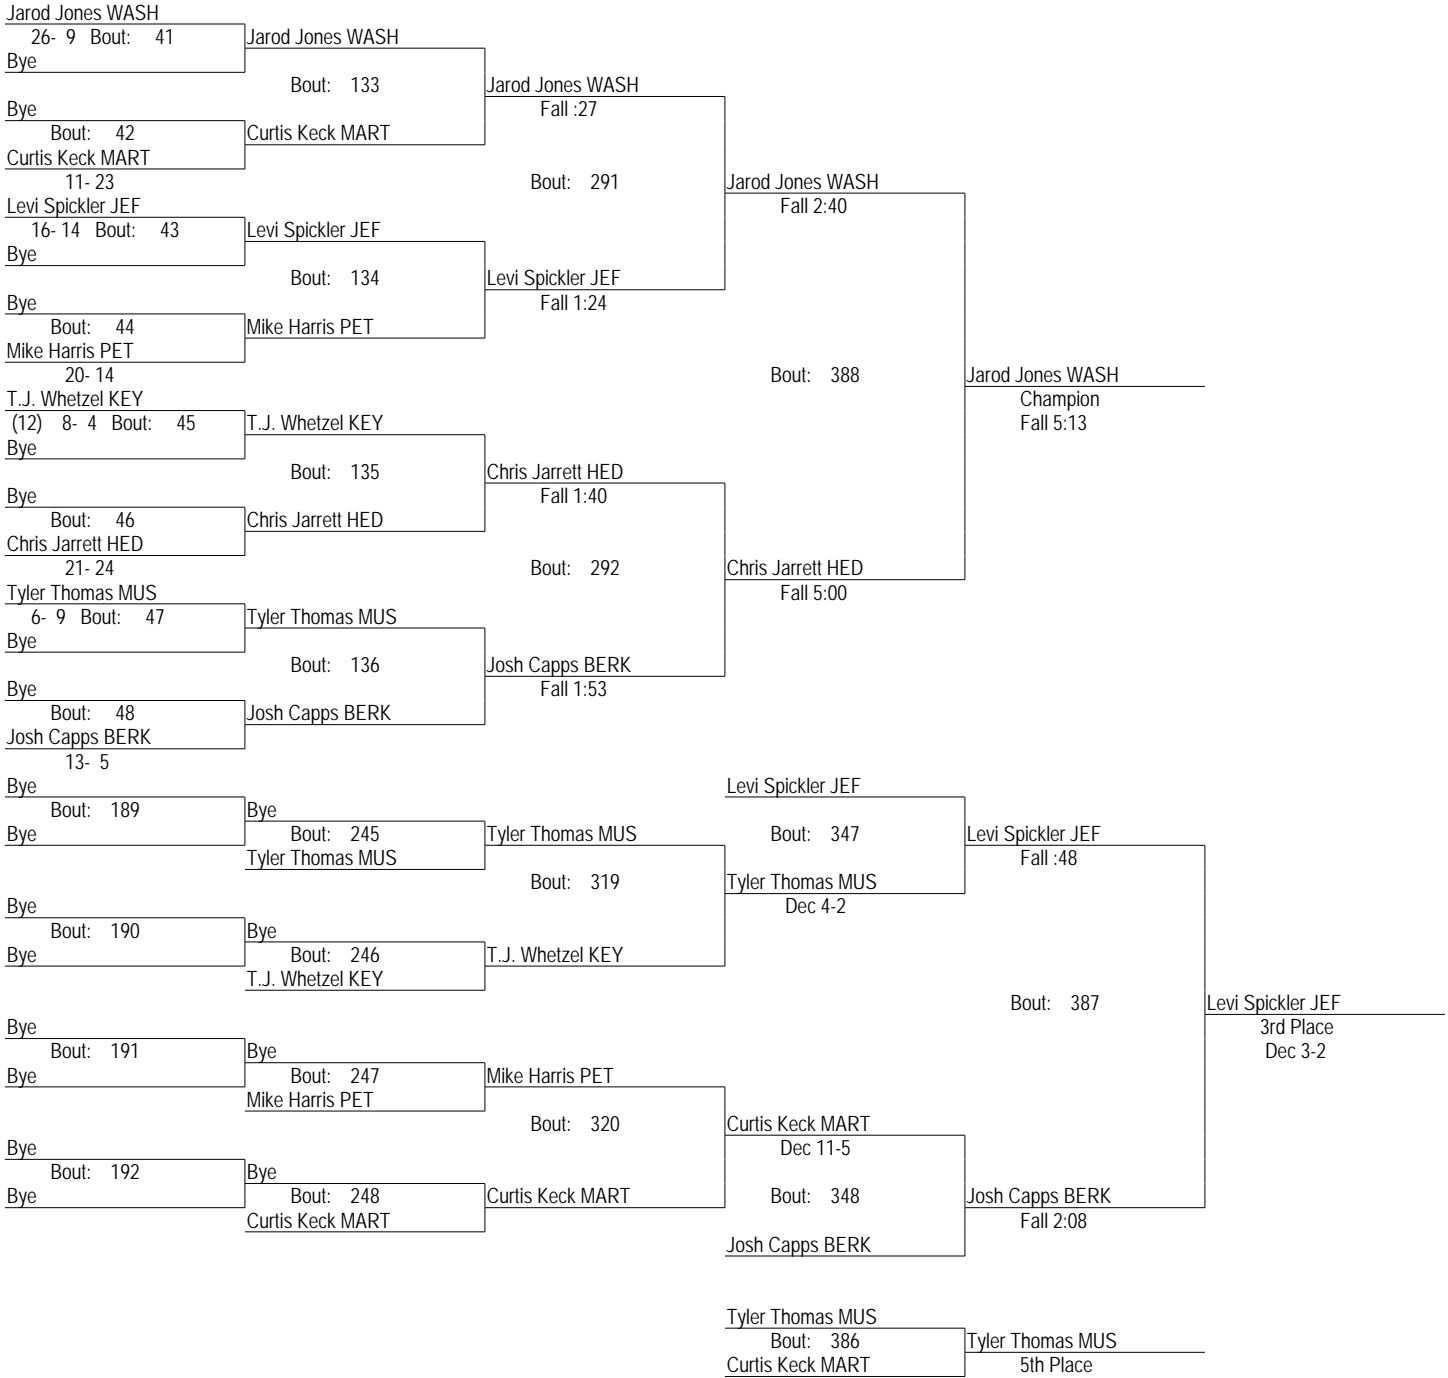 Jarod Jones WASH
26- 9 Bout: 41
Jarod Jones WASH
Bye
Bout: 133
Jarod Jones WASH
Bye
Fall :27
Bout: 42
Curtis Keck MART
Curtis Keck MART
11- 23
Bout: 291
Jarod Jones WASH
Levi Spickler JEF
Fall 2:40
16- 14 Bout: 43
Levi Spickler JEF
Bye
Bout: 134
Levi Spickler JEF
Bye
Fall 1:24
Bout: 44
Mike Harris PET
Mike Harris PET
20- 14
Bout: 388
Jarod Jones WASH
T.J. Whetzel KEY
Champion
(12) 8- 4 Bout: 45
T.J. Whetzel KEY
Fall 5:13
Bye
Bout: 135
Chris Jarrett HED
Bye
Fall 1:40
Bout: 46
Chris Jarrett HED
Chris Jarrett HED
21- 24
Bout: 292
Chris Jarrett HED
Tyler Thomas MUS
Fall 5:00
6- 9 Bout: 47
Tyler Thomas MUS
Bye
Bout: 136
Josh Capps BERK
Bye
Fall 1:53
Bout: 48
Josh Capps BERK
Josh Capps BERK
13- 5
Bye
Levi Spickler JEF
Bout: 189
Bye
Bye
Bout: 245
Tyler Thomas MUS
Bout: 347
Levi Spickler JEF
Tyler Thomas MUS
Fall :48
Bout: 319
Tyler Thomas MUS
Bye
Dec 4-2
Bout: 190
Bye
Bye
Bout: 246
T.J. Whetzel KEY
T.J. Whetzel KEY
Bout: 387
Levi Spickler JEF
Bye
3rd Place
Bout: 191
Bye
Dec 3-2
Bye
Bout: 247
Mike Harris PET
Mike Harris PET
Bout: 320
Curtis Keck MART
Bye
Dec 11-5
Bout: 192
Bye
Bye
Bout: 248
Curtis Keck MART
Bout: 348
Josh Capps BERK
Curtis Keck MART
Fall 2:08
Josh Capps BERK
Tyler Thomas MUS
Bout: 386
Tyler Thomas MUS
Curtis Keck MART
5th Place